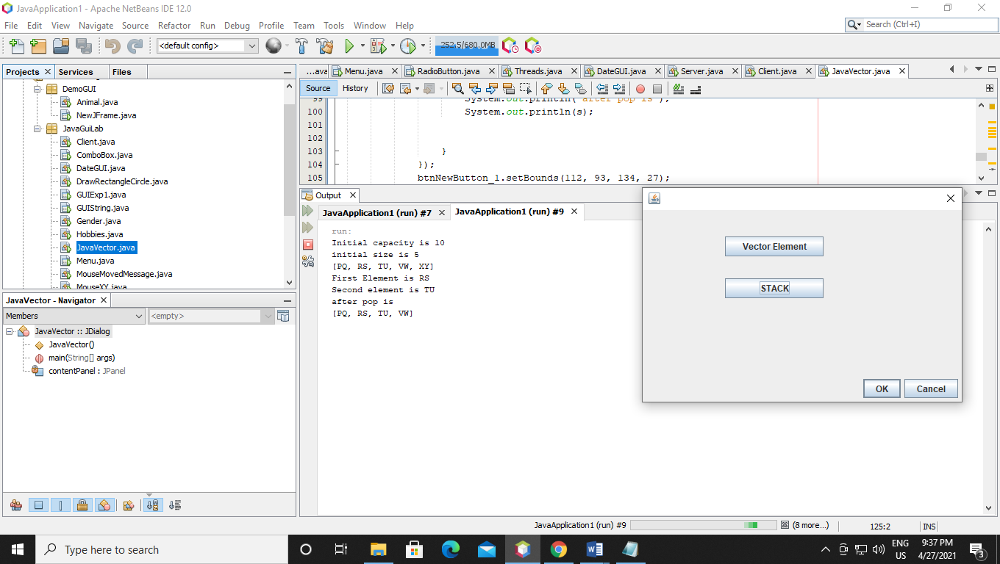 JavaApplication1 - Apache NetBeans IDE 12.0
File Edit View Navigate Source Refactor Run Debug Profile Team Tools Window Help
Search (Ctrl+I)
<default config>
252.5/680.0MB
Projects Services Files
DemoGUI
Animal.java
NewJFrame.java
JavaGuiLab
Client.java
ComboBox.java
DateGUI.java
DrawRectangleCircle.java
GUIExp1.java
GUIString.java
Gender.java
Hobbies.java
JavaVector.java
Menu.java
MouseMovedMessage.java
MouseXY.java
JavaVector - Navigator
Members
<empty>
JavaVector :: JDialog
JavaVector()
main(String[] args)
contentPanel : JPanel
...ava Menu.java RadioButton.java Threads.java DateGUI.java Server.java Client.java JavaVector.java
Source History
99 System.out.println("after pop is");
100 System.out.println(s);
101
102
103 }
104 });
105 btnNewButton_1.setBounds(112, 93, 134, 27);
Output
JavaApplication1 (run) #7 JavaApplication1 (run) #9
run:
Initial capacity is 10
initial size is 5
[PQ, RS, TU, VW, XY]
First Element is RS
Second element is TU
after pop is
[PQ, RS, TU, VW]
Vector Element
STACK
OK Cancel
JavaApplication1 (run) #9 (8 more...) 125:2 INS
Type here to search
ENG
US
9:37 PM
4/27/2021
3